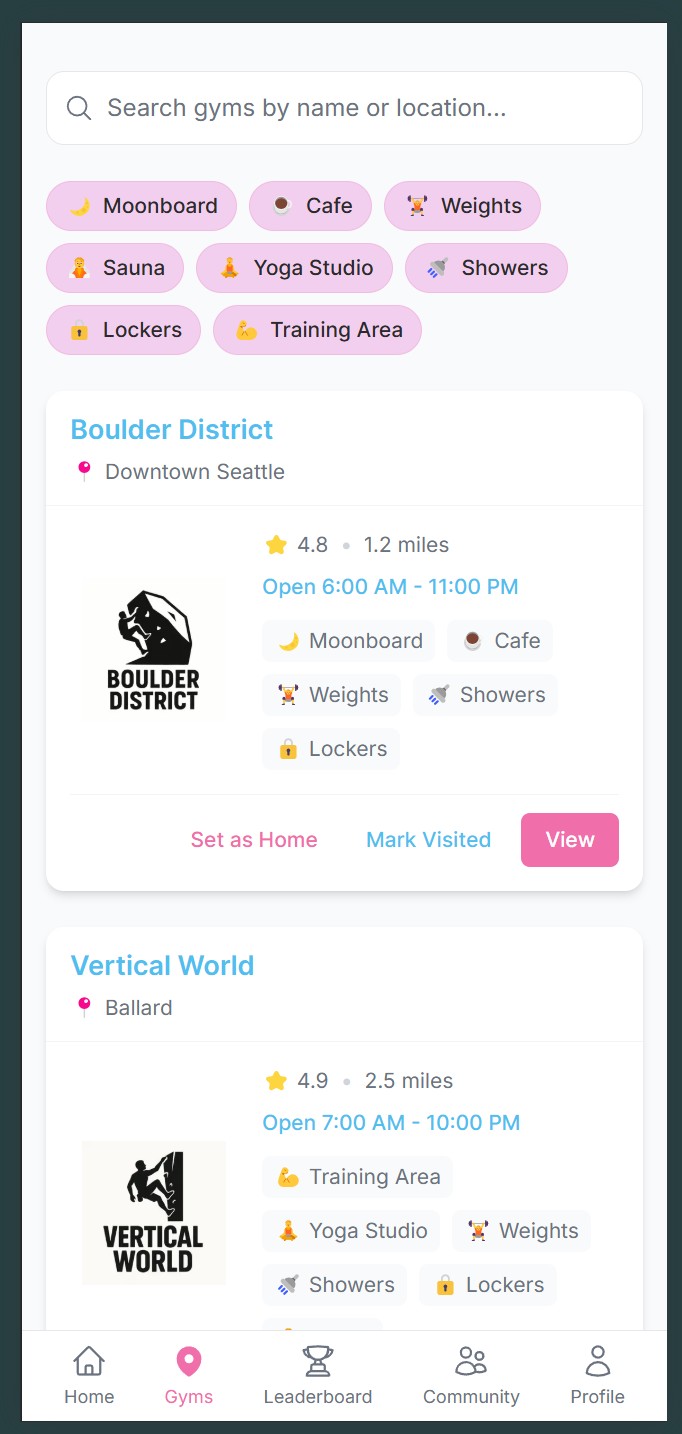 Search gyms by name or location...
Moonboard Cafe Weights
Sauna Yoga Studio Showers
Lockers Training Area
Boulder District
Downtown Seattle
4.8 • 1.2 miles
Open 6:00 AM - 11:00 PM
Moonboard Cafe
Weights Showers
Lockers
BOULDER
DISTRICT
Set as Home Mark Visited View
Vertical World
Ballard
4.9 • 2.5 miles
Open 7:00 AM - 10:00 PM
Training Area
Yoga Studio Weights
Showers Lockers
VERTICAL
WORLD
Home Gyms Leaderboard Community Profile